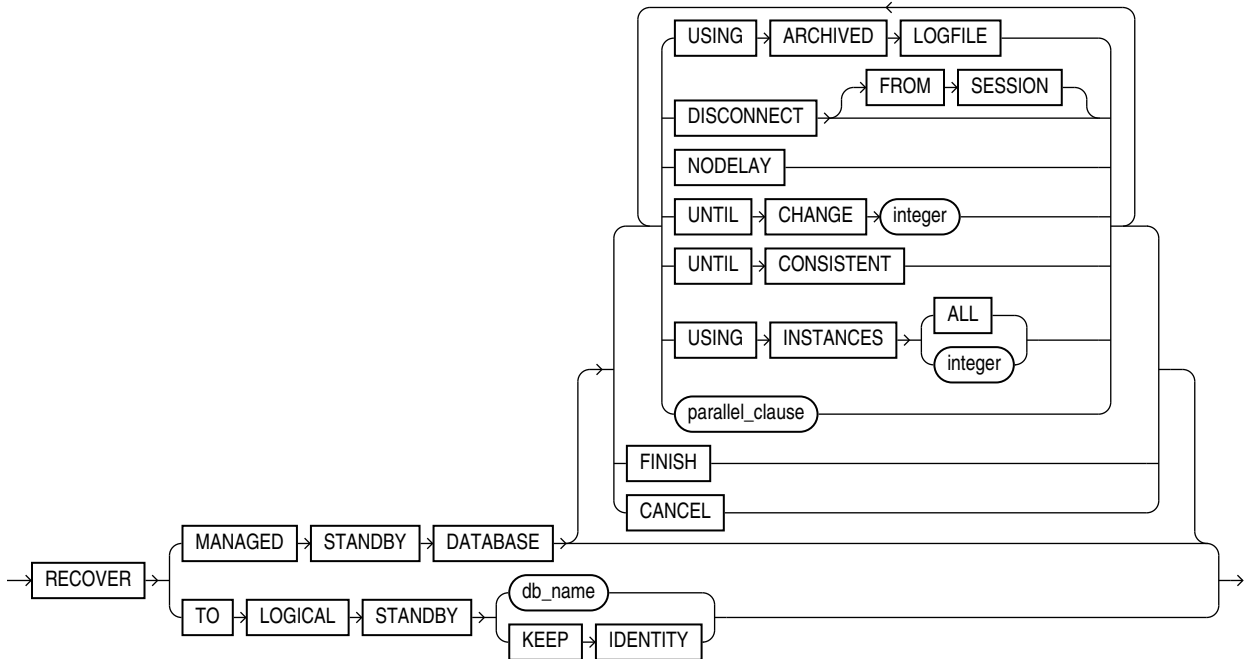 USING ARCHIVED LOGFILE
FROM SESSION
DISCONNECT
NODELAY
UNTIL CHANGE integer
UNTIL CONSISTENT
ALL
USING INSTANCES
integer
parallel_clause
FINISH
CANCEL
MANAGED STANDBY DATABASE
RECOVER
db_name
TO LOGICAL STANDBY
KEEP IDENTITY